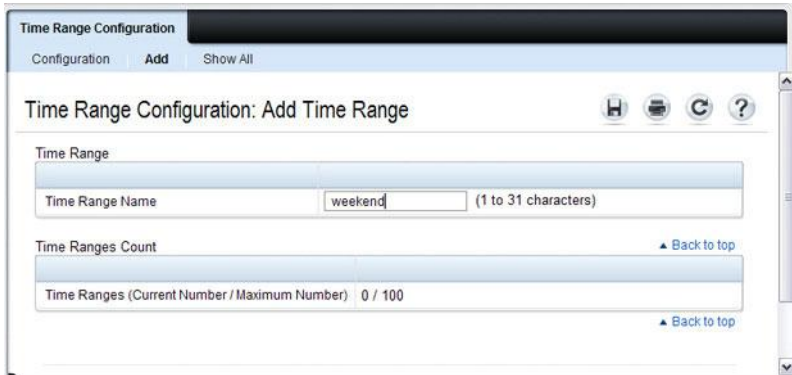 Time Range Configuration
Configuration Add Show All
Time Range Configuration: Add Time Range
Time Range
Time Range Name weekend (1 to 31 characters)
Time Ranges Count ▲ Back to top
Time Ranges (Current Number / Maximum Number) 0 / 100
▲ Back to top